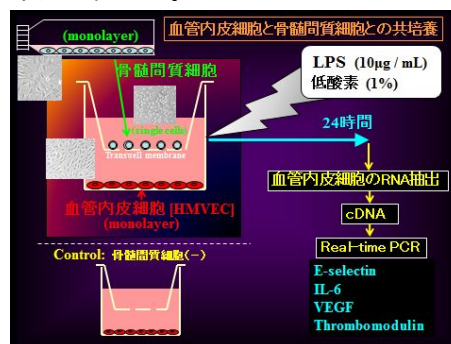 血管内皮細胞と骨髄間質細胞との共培養
(monolayer)
骨髄間質細胞
(single cells)
Transwell membrane
血管内皮細胞 [HMVEC]
(monolayer)
Control: 骨髄間質細胞(−)
LPS (10μg / mL)
低酸素 (1%)
24時間
血管内皮細胞のRNA抽出
cDNA
Real-time PCR
E-selectin
IL-6
VEGF
Thrombomodulin